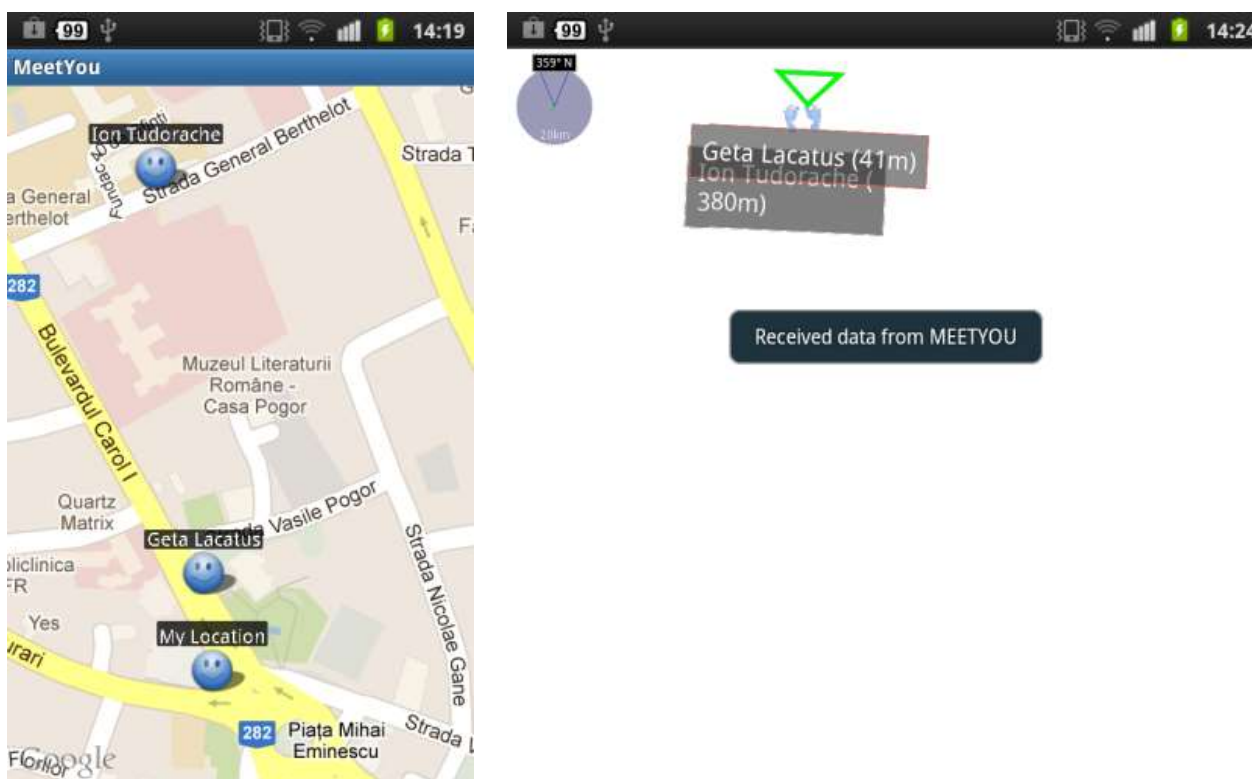 99
14:19
MeetYou
Ion Tudorache
Strada General Berthelot
Strada T
a General
erthelot
282
Bulevardul Carol I
Muzeul Literaturii
Române -
Casa Pogor
Quartz
Matrix
Vasile Pogor
Geta Lacatus
oliclinica
FR
Strada Nicolae Gane
Yes
My Location
urari
282
Piața Mihai
Eminescu
Strada
Google
99
14:24
359° N
20km
Geta Lacatus (41m)
Ion Tudorache (
380m)
Received data from MEETYOU